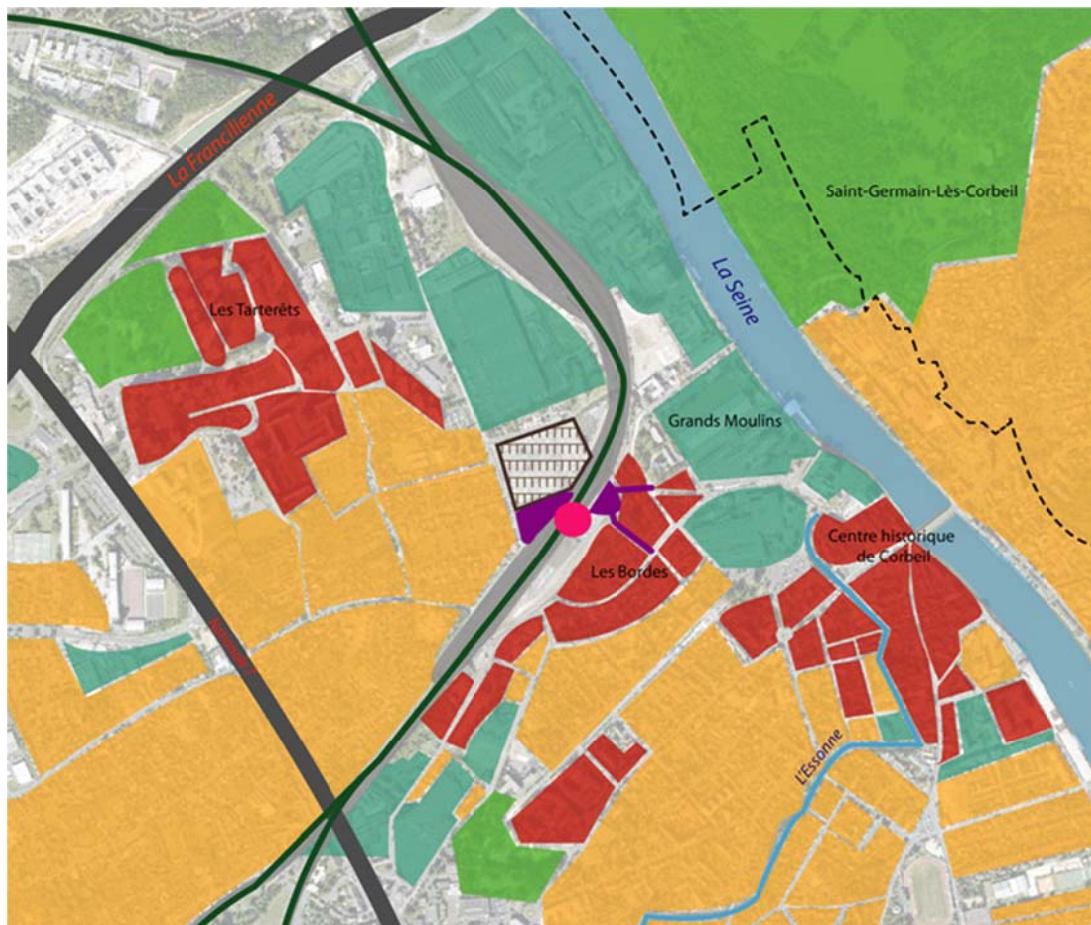 La Francilienne
Saint-Germain-Lès-Corbeil
La Seine
Les Tarterêts
Grands Moulins
Centre historique
de Corbeil
Les Bordes
L'Essonne